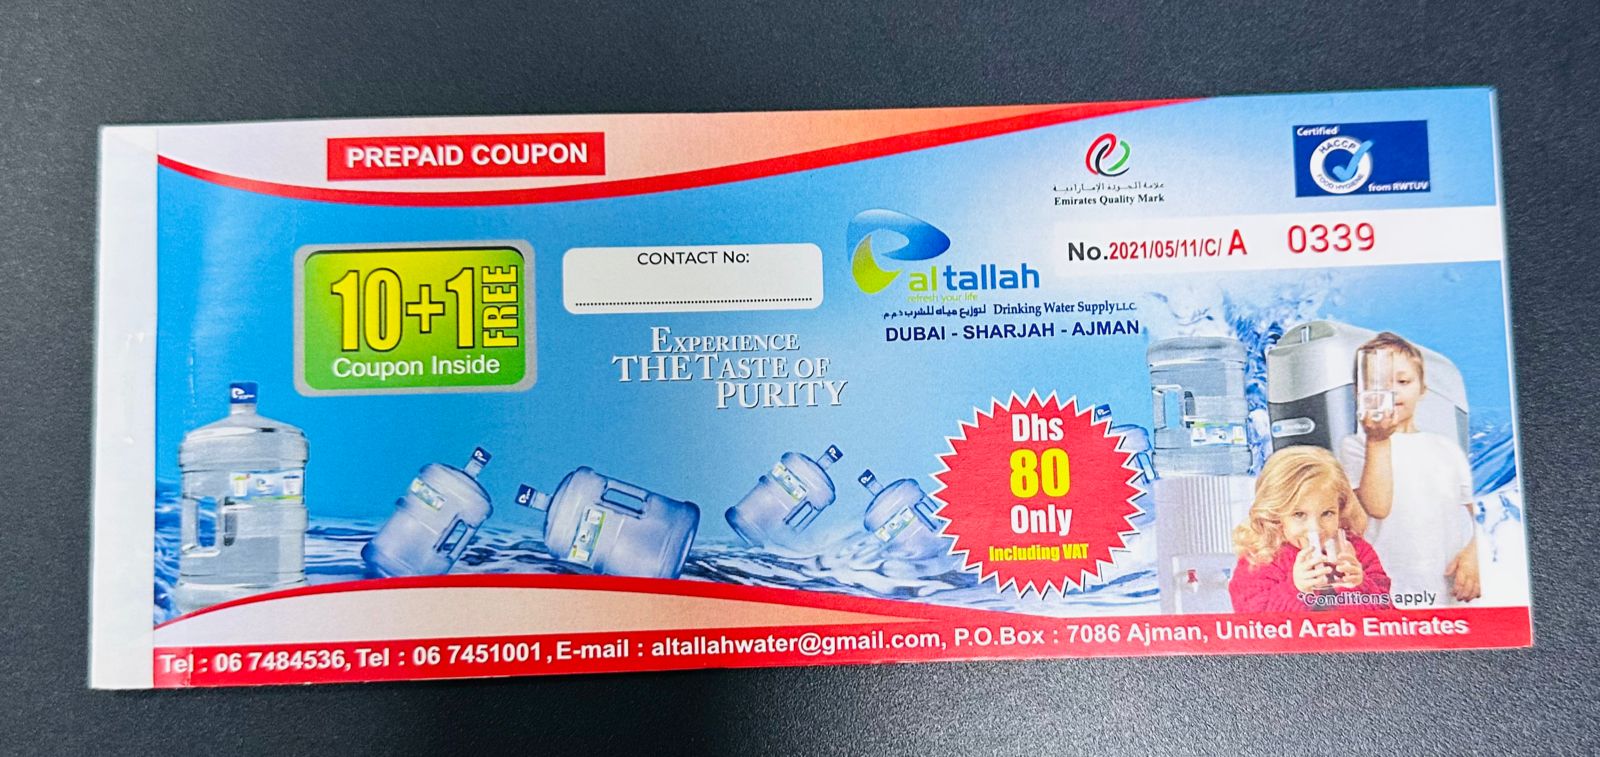 PREPAID COUPON
علامة الجودة الإماراتية
Emirates Quality Mark
Certified
HACCP
FOOD HYGIENE
from RWTUV
No.2021/05/11/C/ A 0339
10+1 FREE
Coupon Inside
CONTACT No:
al tallah
refresh your life
لتوزيع مياه للشرب ذ.م.م Drinking Water Supply L.L.C.
DUBAI - SHARJAH - AJMAN
EXPERIENCE
THE TASTE OF
PURITY
Dhs
80
Only
Including VAT
*Conditions apply
Tel : 06 7484536, Tel : 06 7451001, E-mail : altallahwater@gmail.com, P.O.Box : 7086 Ajman, United Arab Emirates